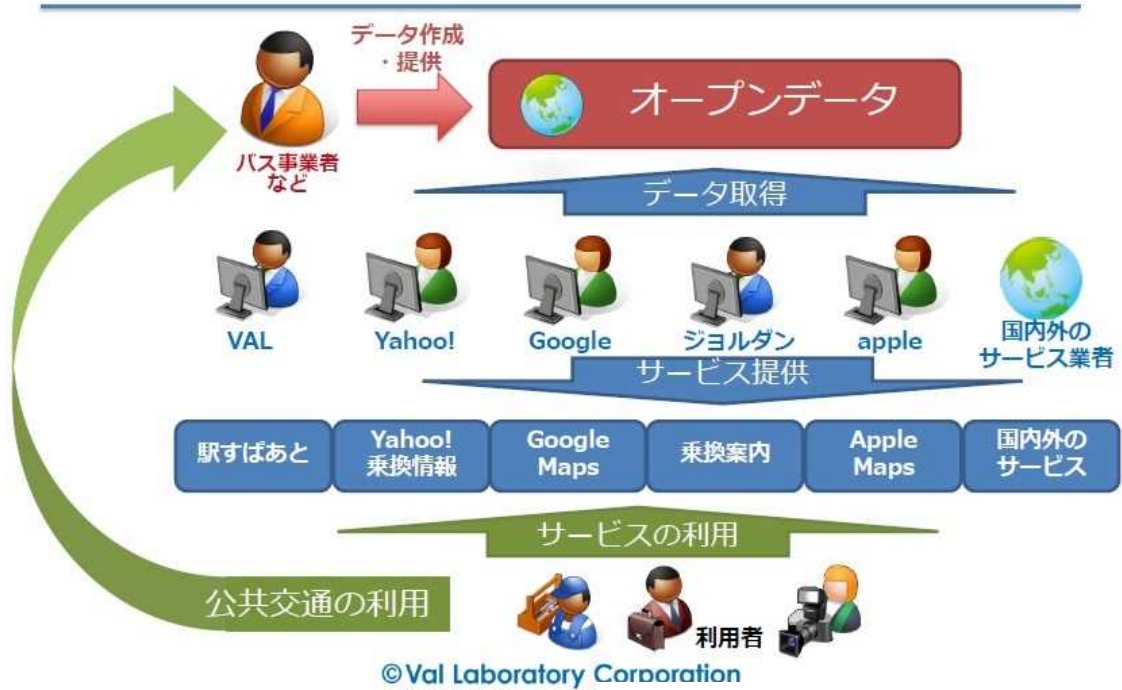 データ作成
・提供
オープンデータ
バス事業者
など
データ取得
VAL
Yahoo!
Google
ジョルダン
apple
国内外の
サービス業者
サービス提供
駅すぱあと
Yahoo!
乗換情報
Google
Maps
乗換案内
Apple
Maps
国内外の
サービス
サービスの利用
公共交通の利用
利用者
©Val Laboratory Corporation